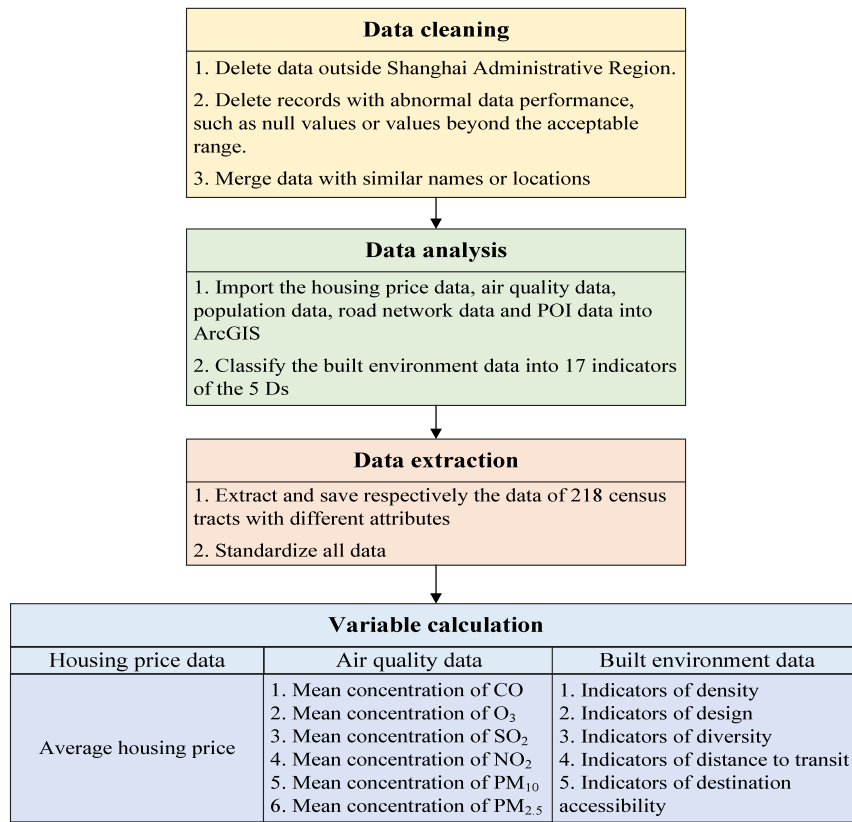 Data cleaning
1. Delete data outside Shanghai Administrative Region.
2. Delete records with abnormal data performance,
such as null values or values beyond the acceptable
range.
3. Merge data with similar names or locations
Data analysis
1. Import the housing price data, air quality data,
population data, road network data and POI data into
ArcGIS
2. Classify the built environment data into 17 indicators
of the 5 Ds
Data extraction
1. Extract and save respectively the data of 218 census
tracts with different attributes
2. Standardize all data
Variable calculation
Housing price data
Average housing price
Air quality data
1. Mean concentration of CO
2. Mean concentration of O₃
3. Mean concentration of SO₂
4. Mean concentration of NO₂
5. Mean concentration of PM₁₀
6. Mean concentration of PM₂.₅
Built environment data
1. Indicators of density
2. Indicators of design
3. Indicators of diversity
4. Indicators of distance to transit
5. Indicators of destination
accessibility